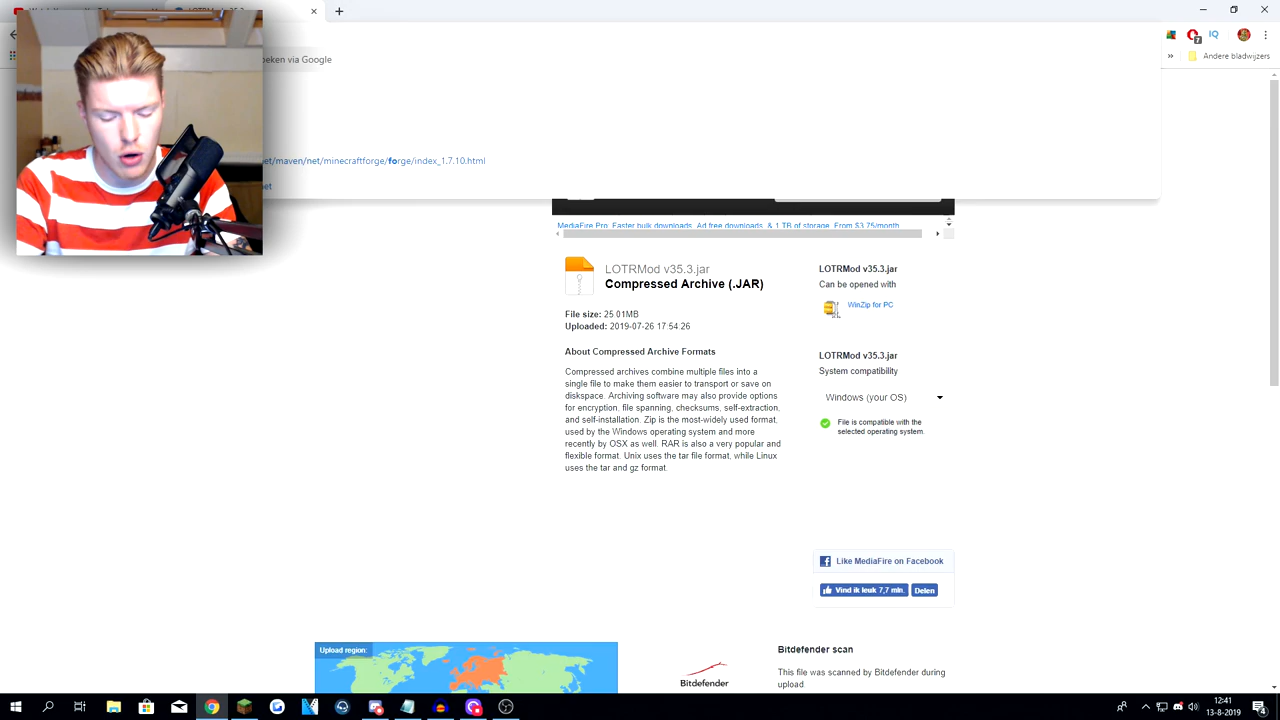 eken via Google
Andere bladwijzers
et/maven/net/minecraftforge/forge/index_1.7.10.html
net
MediaFire Pro: Faster bulk downloads, Ad free downloads, & 1 TB of storage. From $3.75/month
LOTRMod v35.3.jar
Compressed Archive (.JAR)
File size: 25.01MB
Uploaded: 2019-07-26 17:54:26
About Compressed Archive Formats
Compressed archives combine multiple files into a
single file to make them easier to transport or save on
diskspace. Archiving software may also provide options
for encryption, file spanning, checksums, self-extraction,
and self-installation. Zip is the most-widely used format,
used by the Windows operating system and more
recently by OSX as well. RAR is also a very popular and
flexible format. Unix uses the tar file format, while Linux
uses the tar and gz format.
LOTRMod v35.3.jar
Can be opened with
WinZip for PC
LOTRMod v35.3.jar
System compatibility
Windows (your OS)
File is compatible with the
selected operating system.
Like MediaFire on Facebook
Vind ik leuk 7,7 mln.
Delen
Upload region:
Bitdefender
Bitdefender scan
This file was scanned by Bitdefender during
upload.
12:41
13-8-2019
4
IQ
7